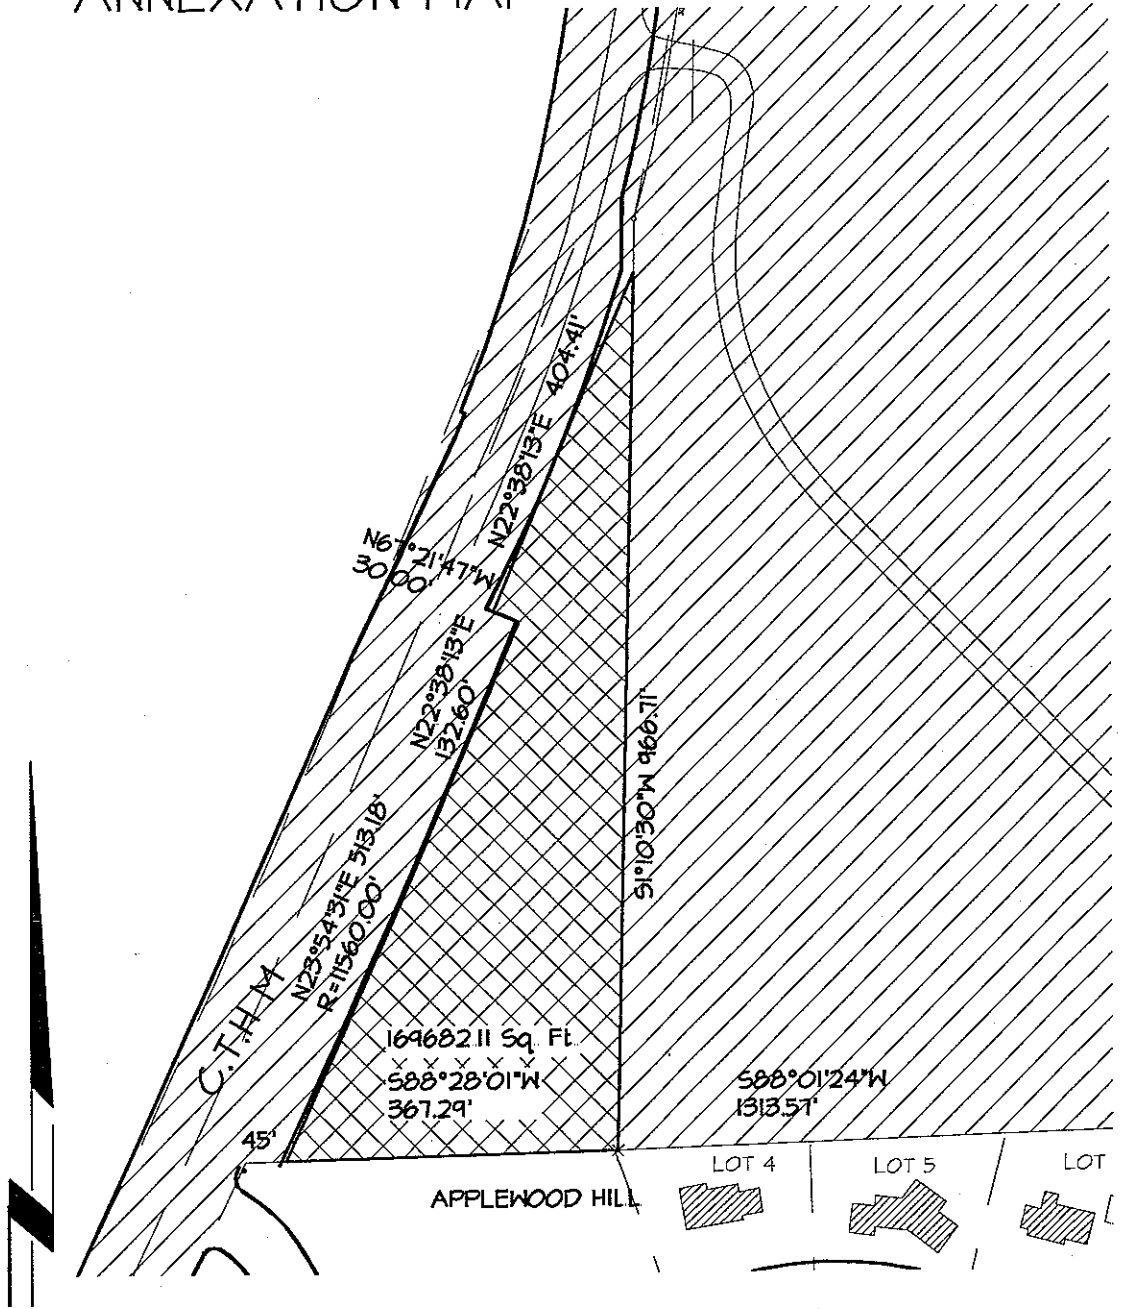 ANNEXATION MAP
N22°38'13"E 404.41'
N67°21'47"W
30.00'
N22°38'13"E
132.60'
S1°10'30"W 966.71'
N23°54'31"E 513.18'
R=11560.00'
C.T.H M
169682.11 Sq. Ft.
S88°28'01"W
367.29'
S88°01'24"W
1313.57'
45'
LOT 4
LOT 5
LOT
APPLEWOOD HILL